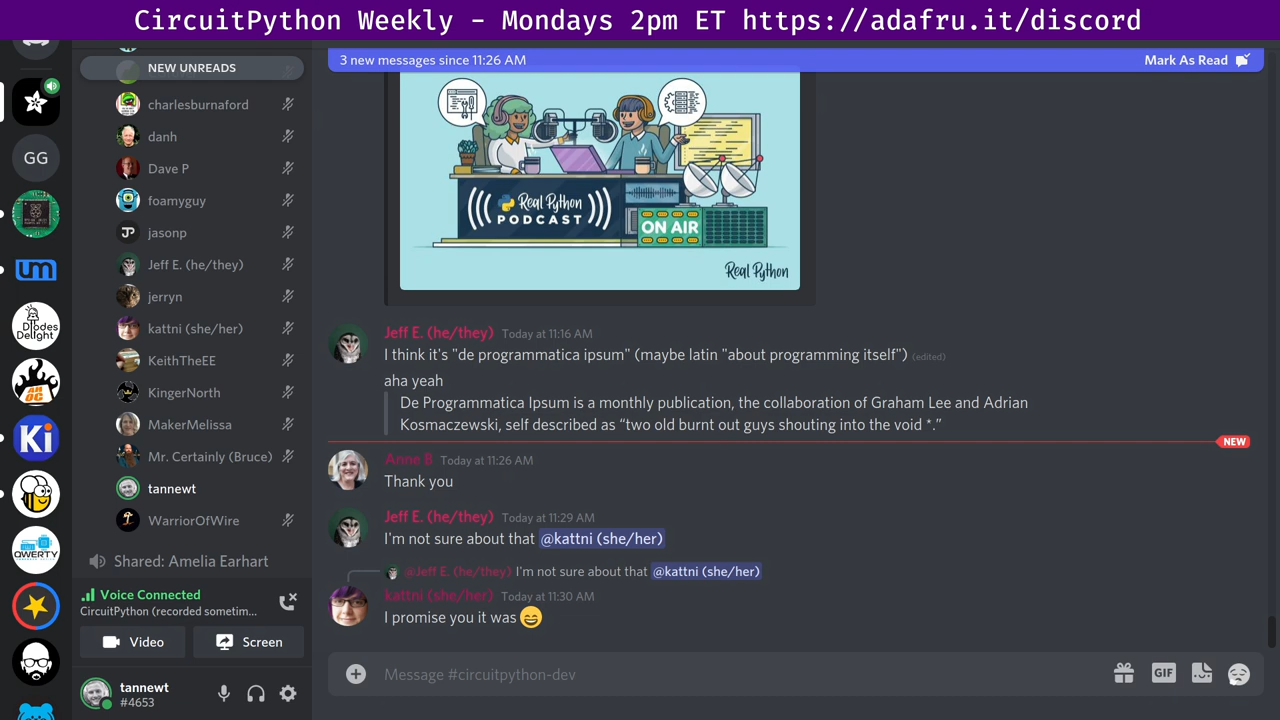 CircuitPython Weekly - Mondays 2pm ET https://adafru.it/discord
NEW UNREADS
charlesburnaford
danh
Dave P
foamyguy
JP jasonp
Jeff E. (he/they)
jerryn
kattni (she/her)
KeithTheEE
KingerNorth
MakerMelissa
Mr. Certainly (Bruce)
tannewt
WarriorOfWire
Shared: Amelia Earhart
Voice Connected
CircuitPython (recorded sometim...
Video
Screen
tannewt
#4653
GG
um
Diodes Delight
AHOC
Ki
QWERTY
3 new messages since 11:26 AM
Mark As Read
Real Python
PODCAST
ON AIR
Real Python
Jeff E. (he/they) Today at 11:16 AM
I think it's "de programmatica ipsum" (maybe latin "about programming itself") (edited)
aha yeah
De Programmatica Ipsum is a monthly publication, the collaboration of Graham Lee and Adrian
Kosmaczewski, self described as “two old burnt out guys shouting into the void *.”
NEW
Anne B Today at 11:26 AM
Thank you
Jeff E. (he/they) Today at 11:29 AM
I'm not sure about that @kattni (she/her)
@Jeff E. (he/they) I'm not sure about that @kattni (she/her)
kattni (she/her) Today at 11:30 AM
I promise you it was
Message #circuitpython-dev
GIF